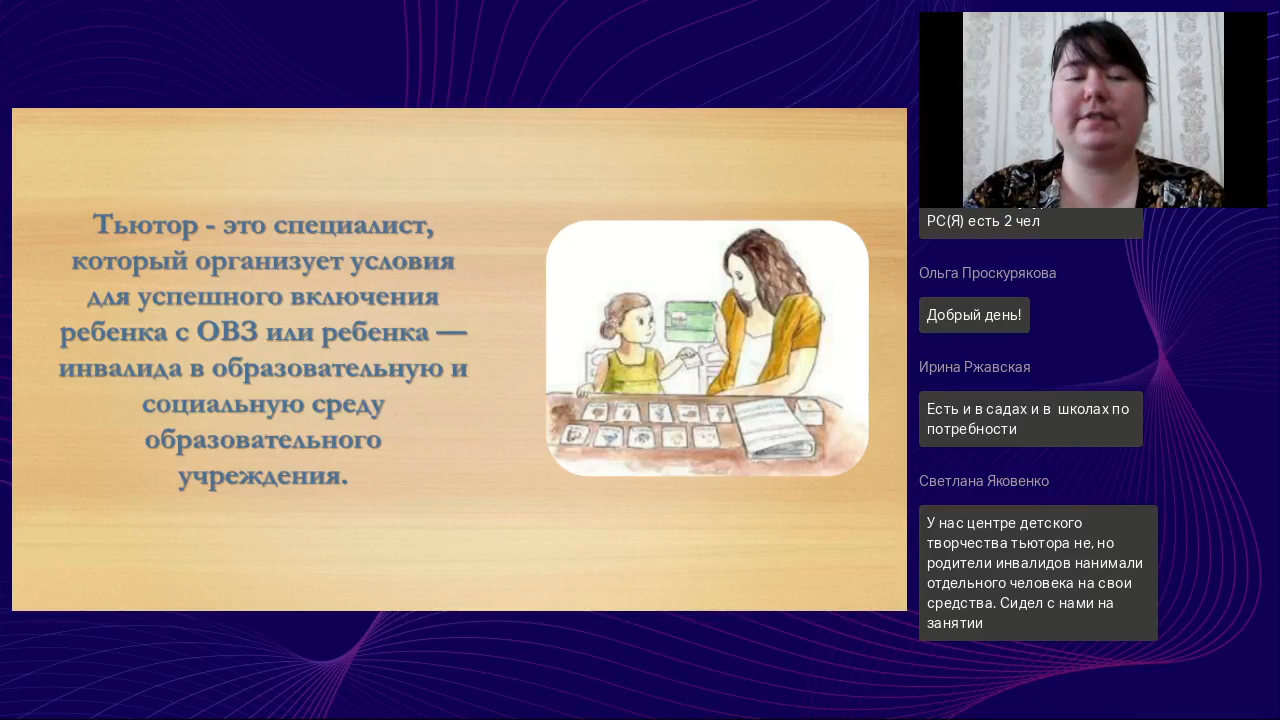 Тьютор - это специалист,
который организует условия
для успешного включения
ребенка с ОВЗ или ребенка —
инвалида в образовательную и
социальную среду
образовательного
учреждения.
РС(Я) есть 2 чел
Ольга Проскурякова
Добрый день!
Ирина Ржавская
Есть и в садах и в школах по
потребности
Светлана Яковенко
У нас центре детского
творчества тьютора не, но
родители инвалидов нанимали
отдельного человека на свои
средства. Сидел с нами на
занятии